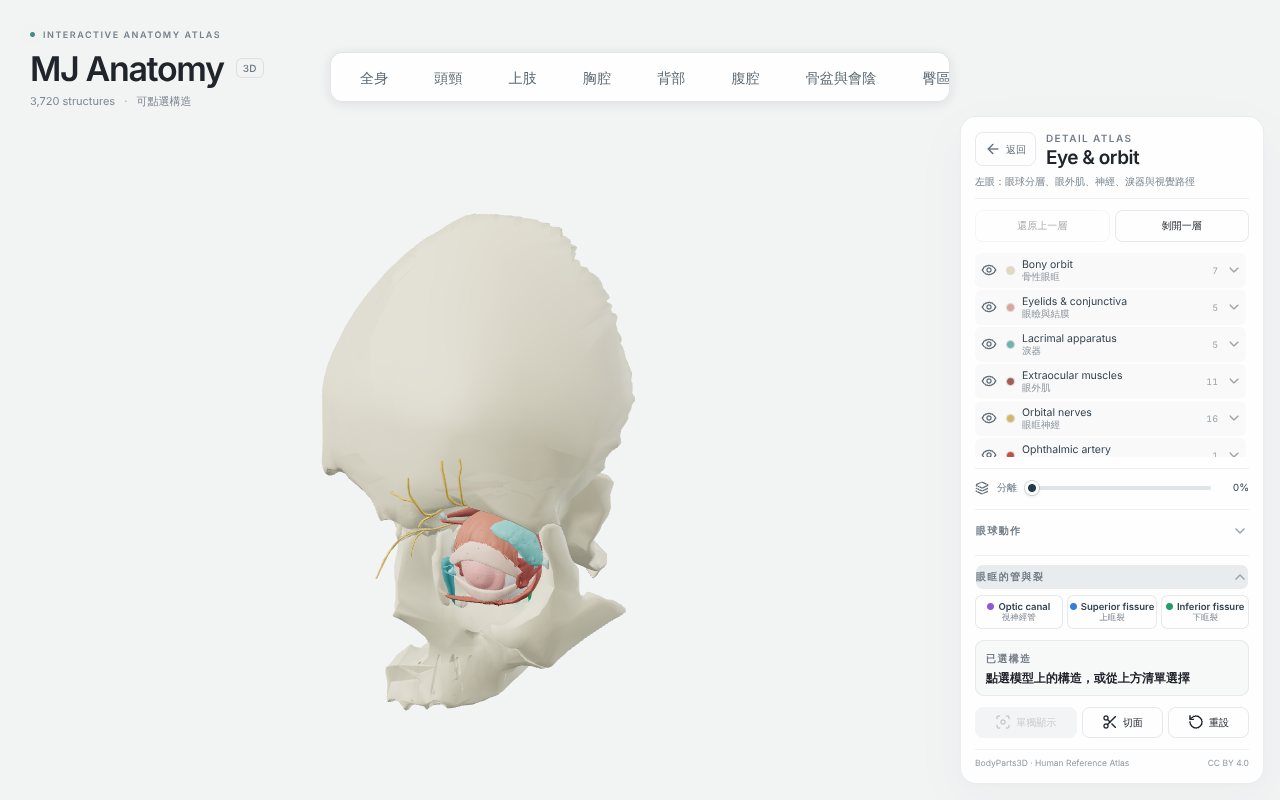 INTERACTIVE ANATOMY ATLAS
MJ Anatomy 3D
3,720 structures · 可點選構造
全身 頭頸 上肢 胸腔 背部 腹腔 骨盆與會陰 臀區
返回
DETAIL ATLAS
Eye & orbit
左眼：眼球分層、眼外肌、神經、淚器與視覺路徑
還原上一層 剝開一層
Bony orbit 7
骨性眼眶
Eyelids & conjunctiva 5
眼瞼與結膜
Lacrimal apparatus 5
淚器
Extraocular muscles 11
眼外肌
Orbital nerves 16
眼眶神經
Ophthalmic artery 1
分離 0%
眼球動作
眼眶的管與裂
Optic canal Superior fissure Inferior fissure
視神經管 上眶裂 下眶裂
已選構造
點選模型上的構造，或從上方清單選擇
單獨顯示 切面 重設
BodyParts3D · Human Reference Atlas CC BY 4.0